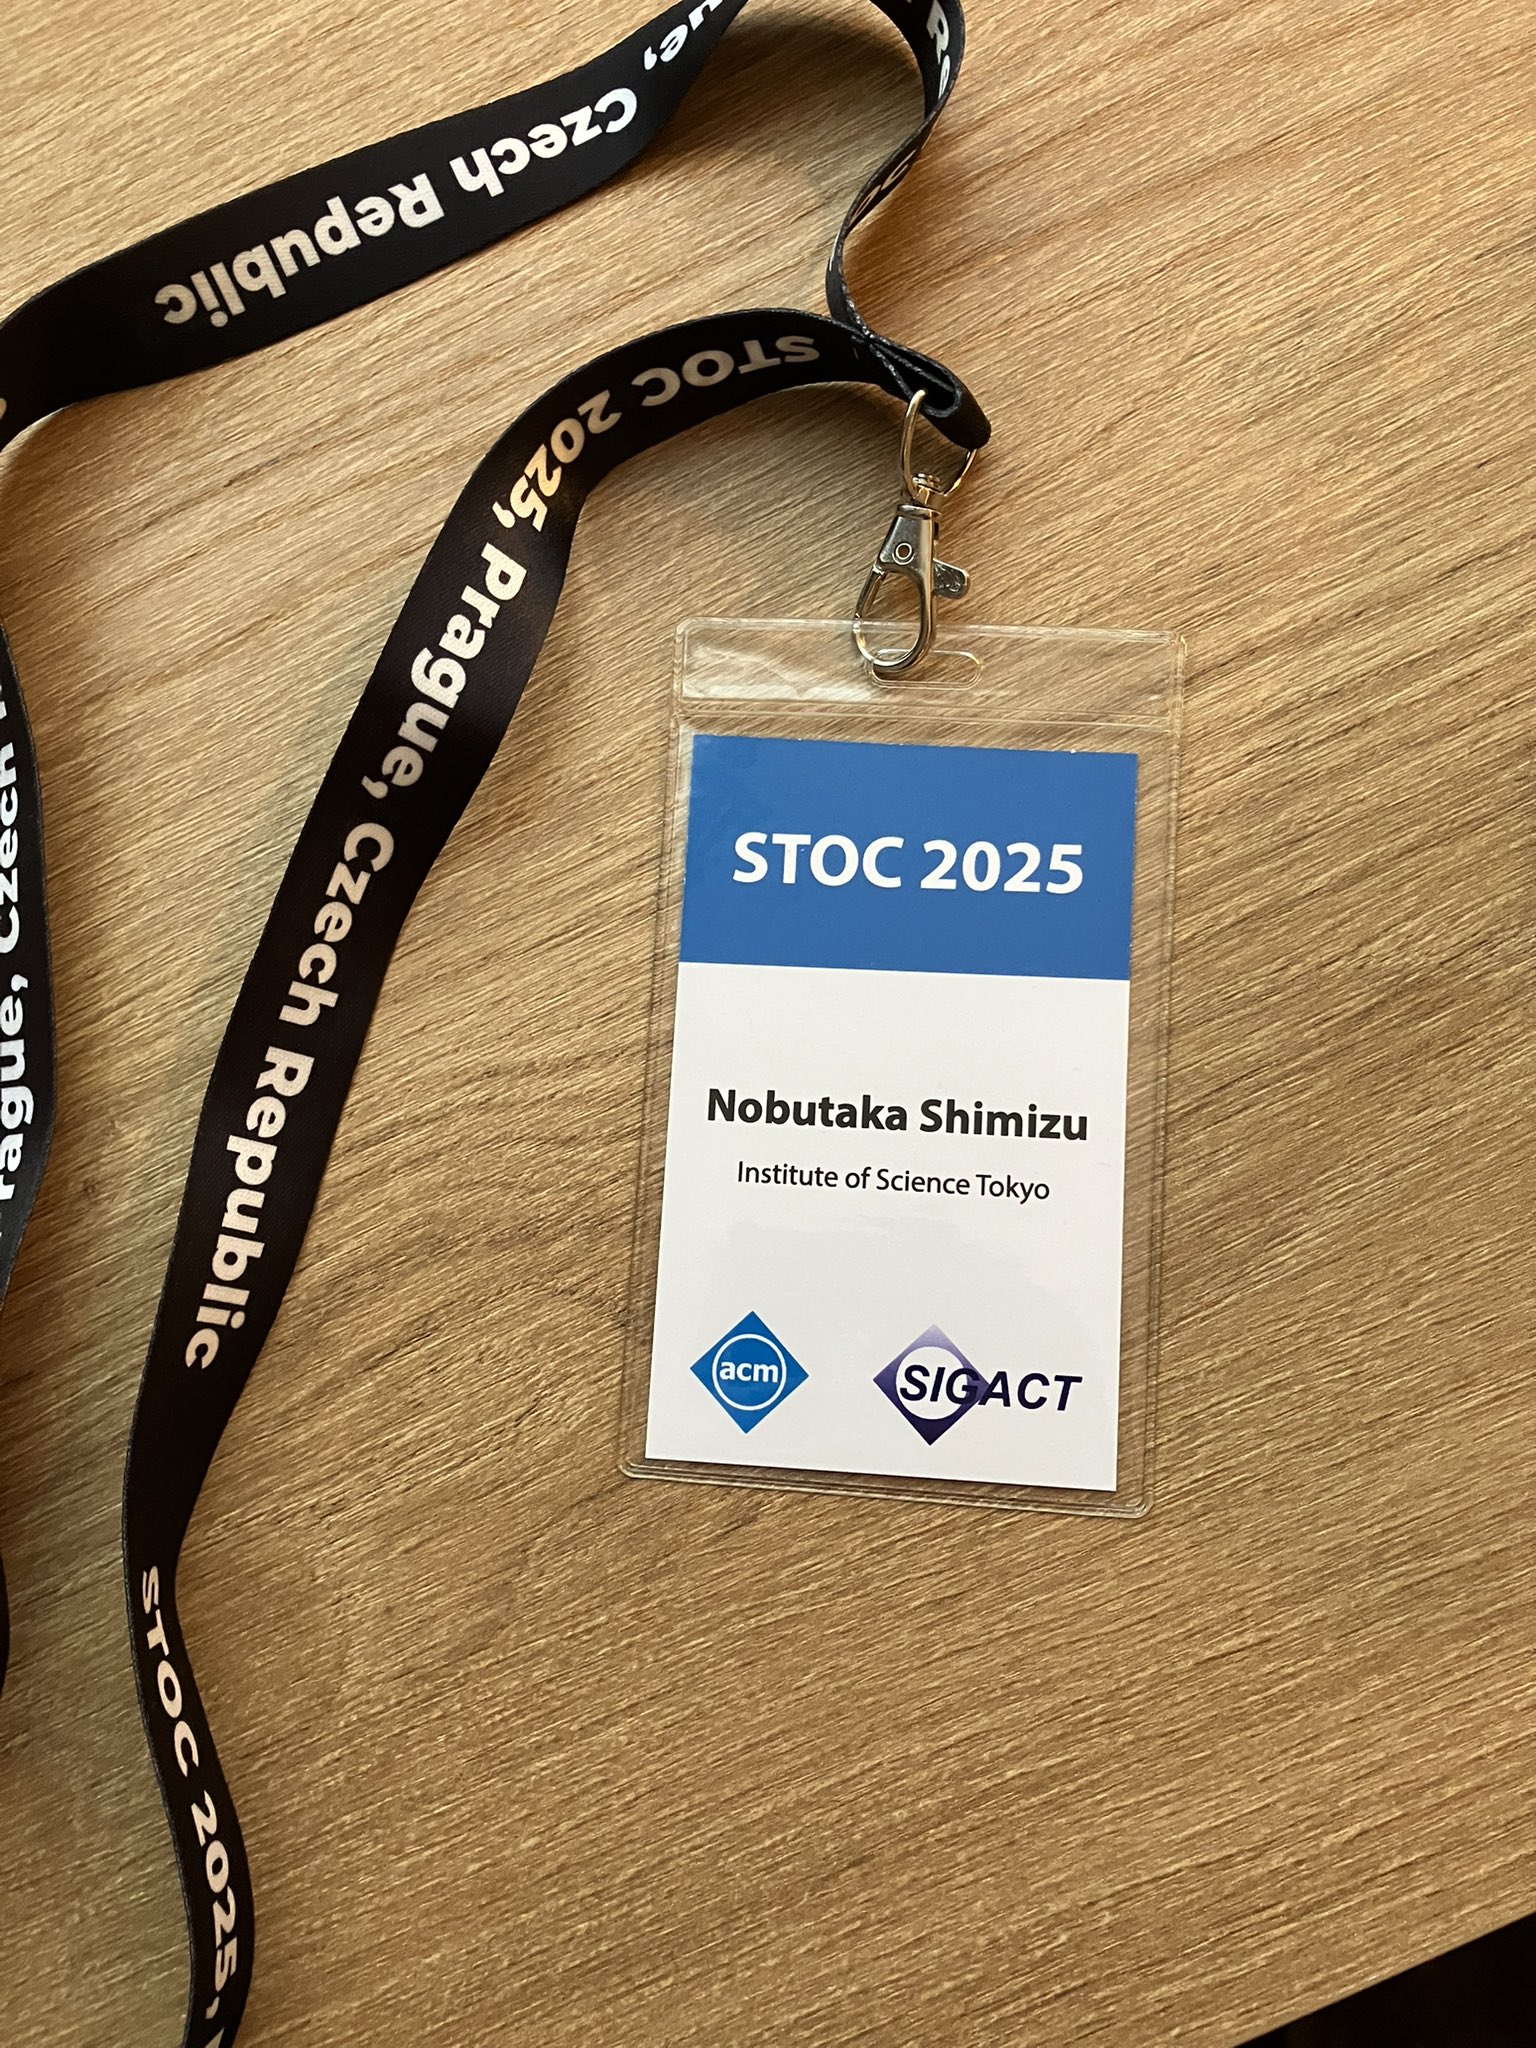 Czech Republic
STOC 2025, Prague, Czech Republic
STOC 2025,
STOC 2025
Nobutaka Shimizu
Institute of Science Tokyo
acm
SIGACT